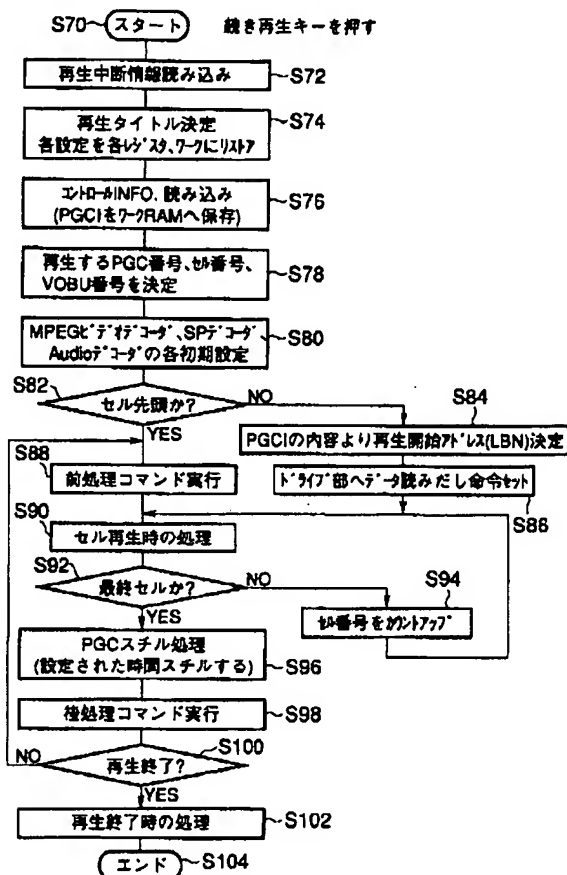 S70 スタート 続き再生キーを押す
再生中断情報読み込み S72
S74
再生タイトル決定
各設定を各レジスタ、ワークにリストア
コントロールINFO.読み込み
(PGCIをワークRAMへ保存) S76
再生するPGC番号、セル番号、
VOBU番号を決定 S78
MPEGビデオデコーダ、SPデコーダ
Audioデコーダの各初期設定 S80
S82 セル先頭か? NO S84
YES PGCIの内容より再生開始アドレス(LBN)決定
S88
前処理コマンド実行 ドライブ部へデータ読みだし命令セット
S86
S90
セル再生時の処理
S92 最終セルか? NO S94
YES セル番号をカウントアップ
PGCスチル処理
(設定された時間スチルする) S96
後処理コマンド実行 S98
S100
NO 再生終了?
YES
再生終了時の処理 S102
エンド S104